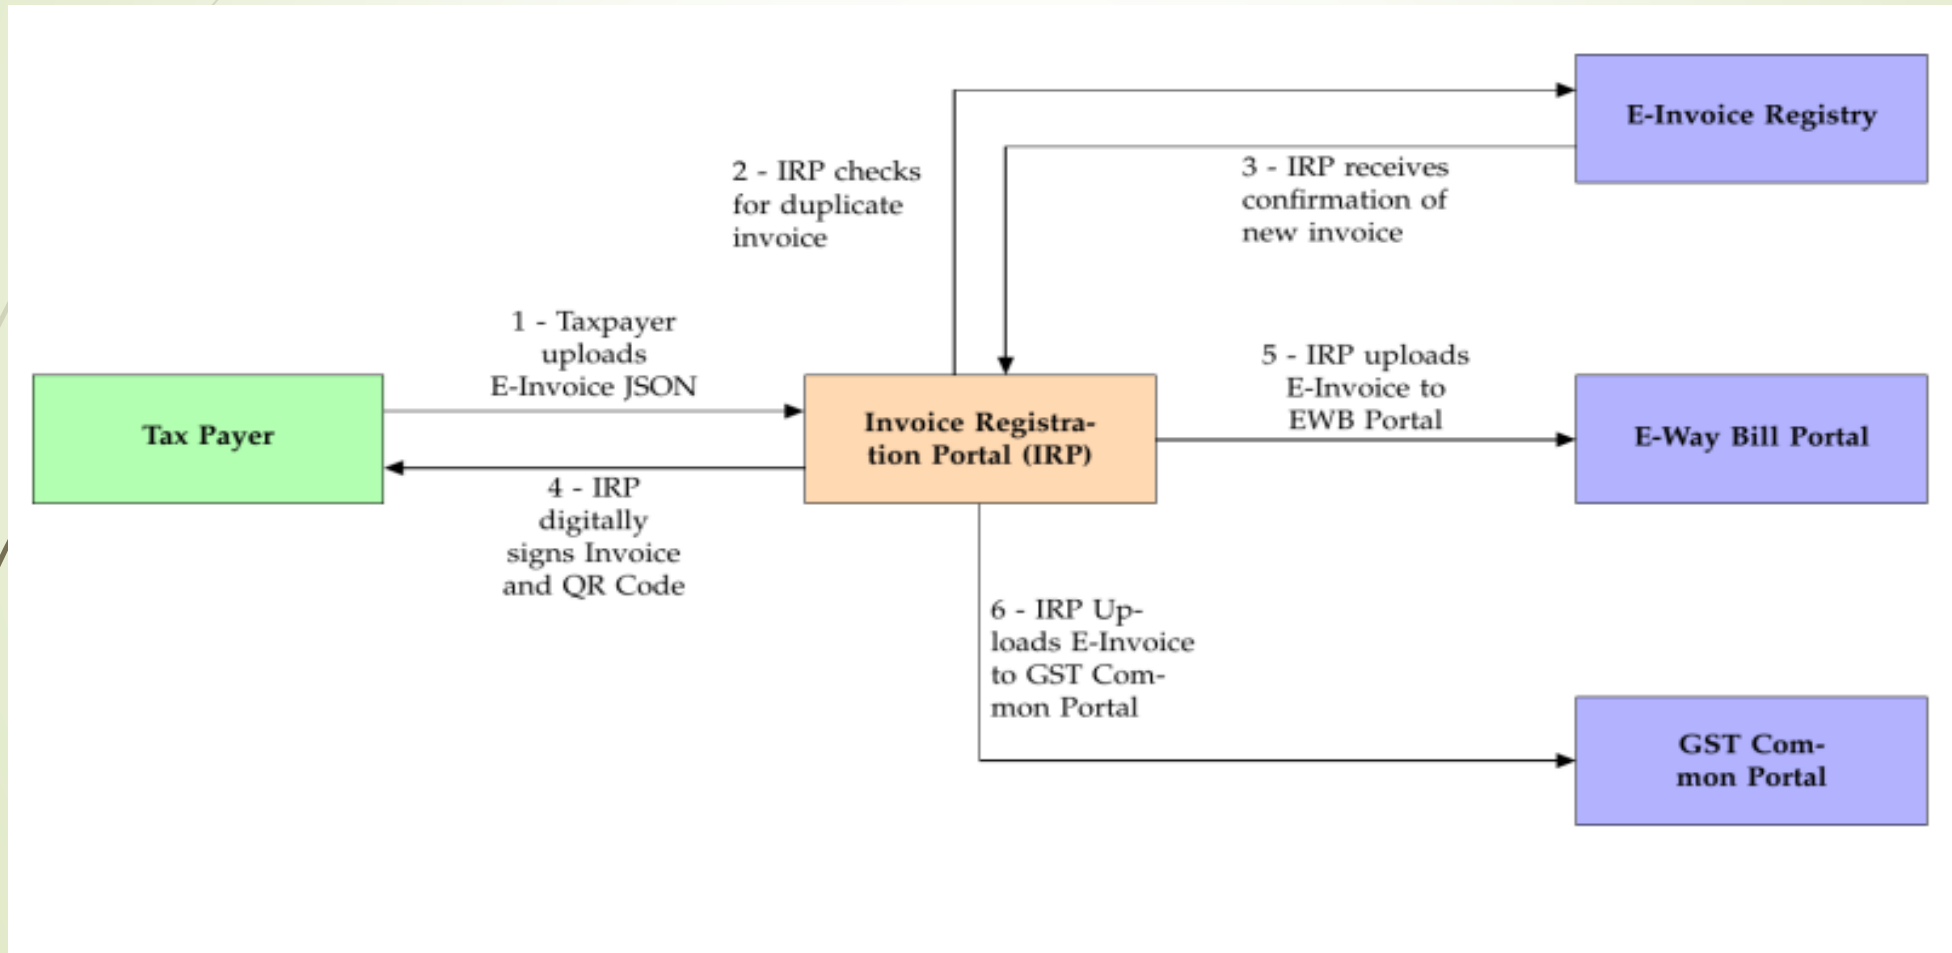 E-Invoice Registry
2 - IRP checks
for duplicate
invoice
3 - IRP receives
confirmation of
new invoice
1 - Taxpayer
uploads
E-Invoice JSON
Tax Payer
Invoice Registra-
tion Portal (IRP)
5 - IRP uploads
E-Invoice to
EWB Portal
E-Way Bill Portal
4 - IRP
digitally
signs Invoice
and QR Code
6 - IRP Up-
loads E-Invoice
to GST Com-
mon Portal
GST Com-
mon Portal